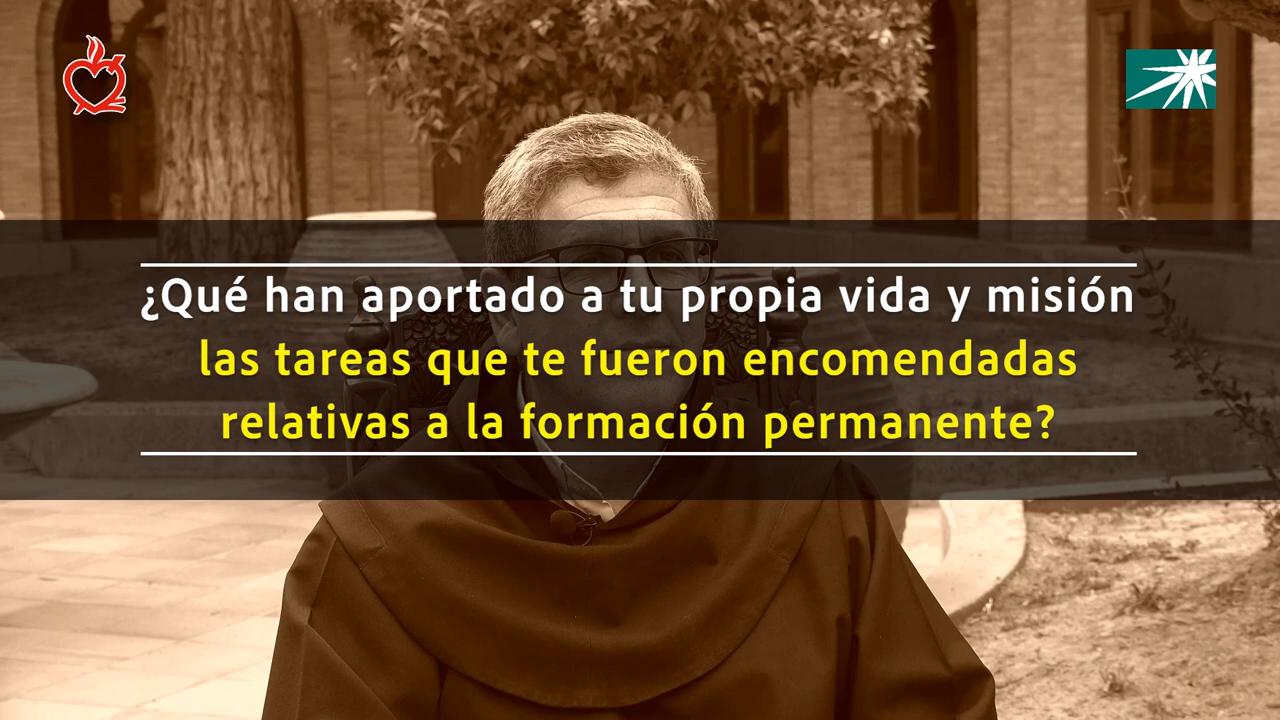 ¿Qué han aportado a tu propia vida y misión
las tareas que te fueron encomendadas
relativas a la formación permanente?